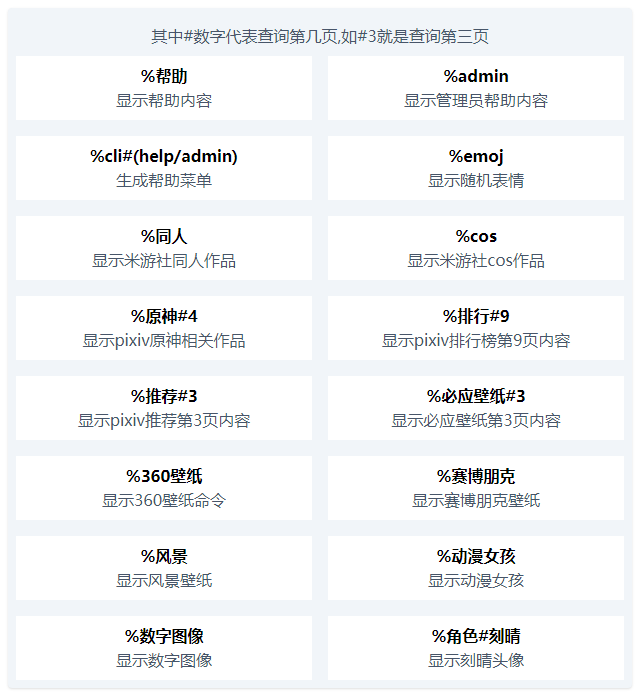 其中#数字代表查询第几页,如#3就是查询第三页
%帮助
显示帮助内容
%admin
显示管理员帮助内容
%cli#(help/admin)
生成帮助菜单
%emoj
显示随机表情
%同人
显示米游社同人作品
%cos
显示米游社cos作品
%原神#4
显示pixiv原神相关作品
%排行#9
显示pixiv排行榜第9页内容
%推荐#3
显示pixiv推荐第3页内容
%必应壁纸#3
显示必应壁纸第3页内容
%360壁纸
显示360壁纸命令
%赛博朋克
显示赛博朋克壁纸
%风景
显示风景壁纸
%动漫女孩
显示动漫女孩
%数字图像
显示数字图像
%角色#刻晴
显示刻晴头像